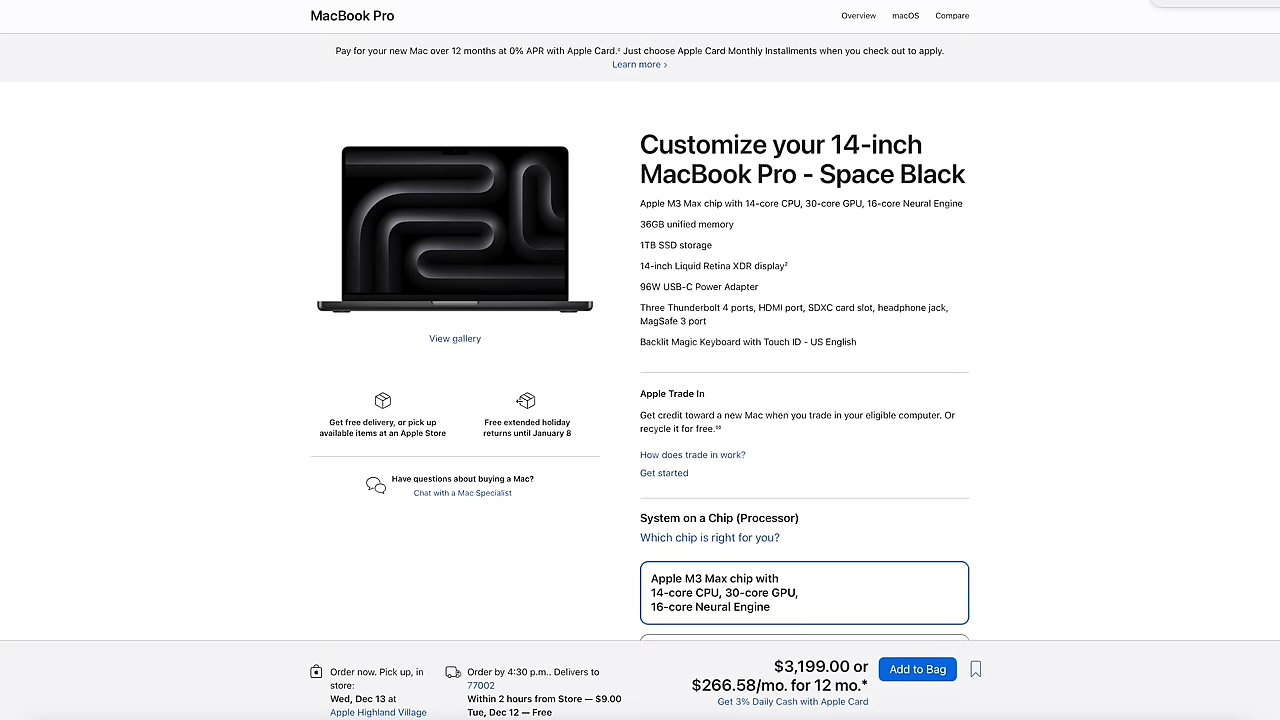 MacBook Pro
Overview
macOS
Compare
Pay for your new Mac over 12 months at 0% APR with Apple Card.◊ Just choose Apple Card Monthly Installments when you check out to apply.
Learn more ›
View gallery
Get free delivery, or pick up
available items at an Apple Store
Free extended holiday
returns until January 8
Have questions about buying a Mac?
Chat with a Mac Specialist
Customize your 14-inch
MacBook Pro - Space Black
Apple M3 Max chip with 14-core CPU, 30-core GPU, 16-core Neural Engine
36GB unified memory
1TB SSD storage
14-inch Liquid Retina XDR display²
96W USB-C Power Adapter
Three Thunderbolt 4 ports, HDMI port, SDXC card slot, headphone jack,
MagSafe 3 port
Backlit Magic Keyboard with Touch ID - US English
Apple Trade In
Get credit toward a new Mac when you trade in your eligible computer. Or
recycle it for free.◊◊
How does trade in work?
Get started
System on a Chip (Processor)
Which chip is right for you?
Apple M3 Max chip with
14-core CPU, 30-core GPU,
16-core Neural Engine
Order now. Pick up, in
store:
Wed, Dec 13 at
Apple Highland Village
Order by 4:30 p.m.. Delivers to
77002
Within 2 hours from Store — $9.00
Tue, Dec 12 — Free
$3,199.00 or
$266.58/mo. for 12 mo.*
Get 3% Daily Cash with Apple Card
Add to Bag